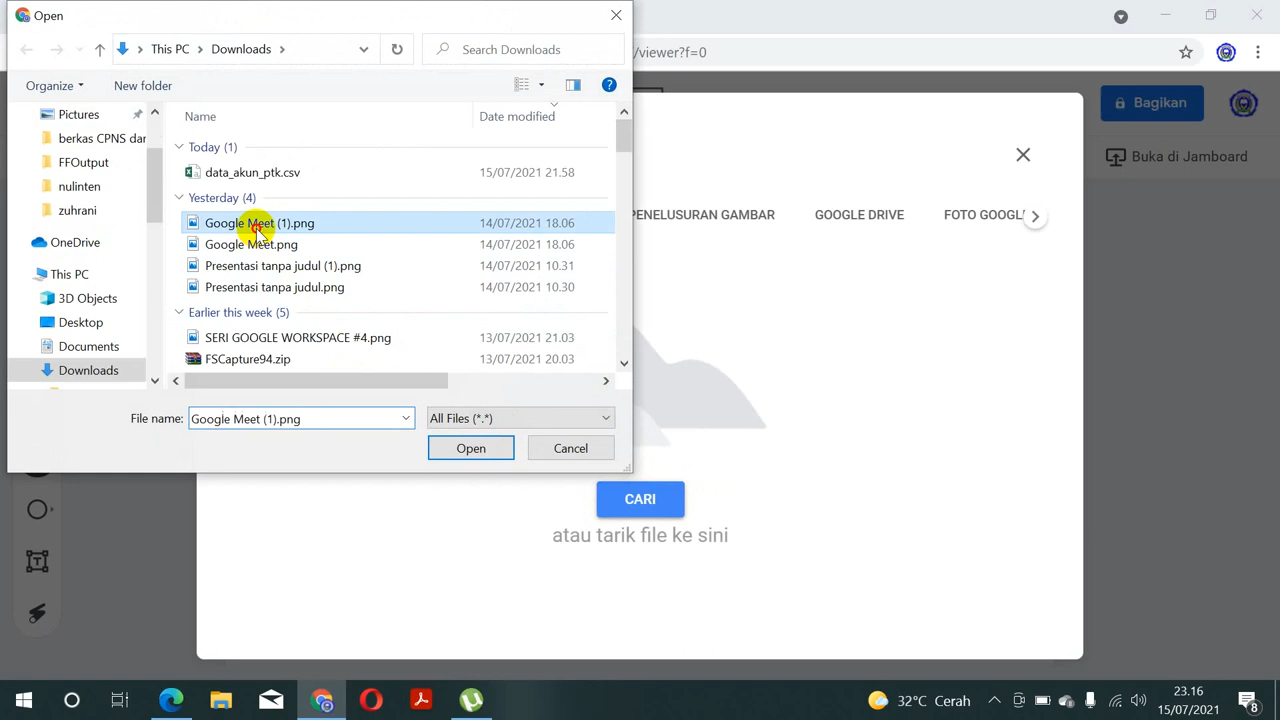 Open
This PC > Downloads >
Search Downloads
/viewer?f=0
Organize
New folder
Bagikan
Buka di Jamboard
Name
Date modified
Pictures
berkas CPNS dar
FFOutput
nulinten
zuhrani
OneDrive
This PC
3D Objects
Desktop
Documents
Downloads
Today (1)
data_akun_ptk.csv 15/07/2021 21.58
Yesterday (4)
Google Meet (1).png 14/07/2021 18.06
Google Meet.png 14/07/2021 18.06
Presentasi tanpa judul (1).png 14/07/2021 10.31
Presentasi tanpa judul.png 14/07/2021 10.30
Earlier this week (5)
SERI GOOGLE WORKSPACE #4.png 13/07/2021 21.03
FSCapture94.zip 13/07/2021 20.03
PENELUSURAN GAMBAR
GOOGLE DRIVE
FOTO GOOGL
File name: Google Meet (1).png
All Files (*.*)
Open
Cancel
CARI
atau tarik file ke sini
32°C Cerah
23.16
15/07/2021
8